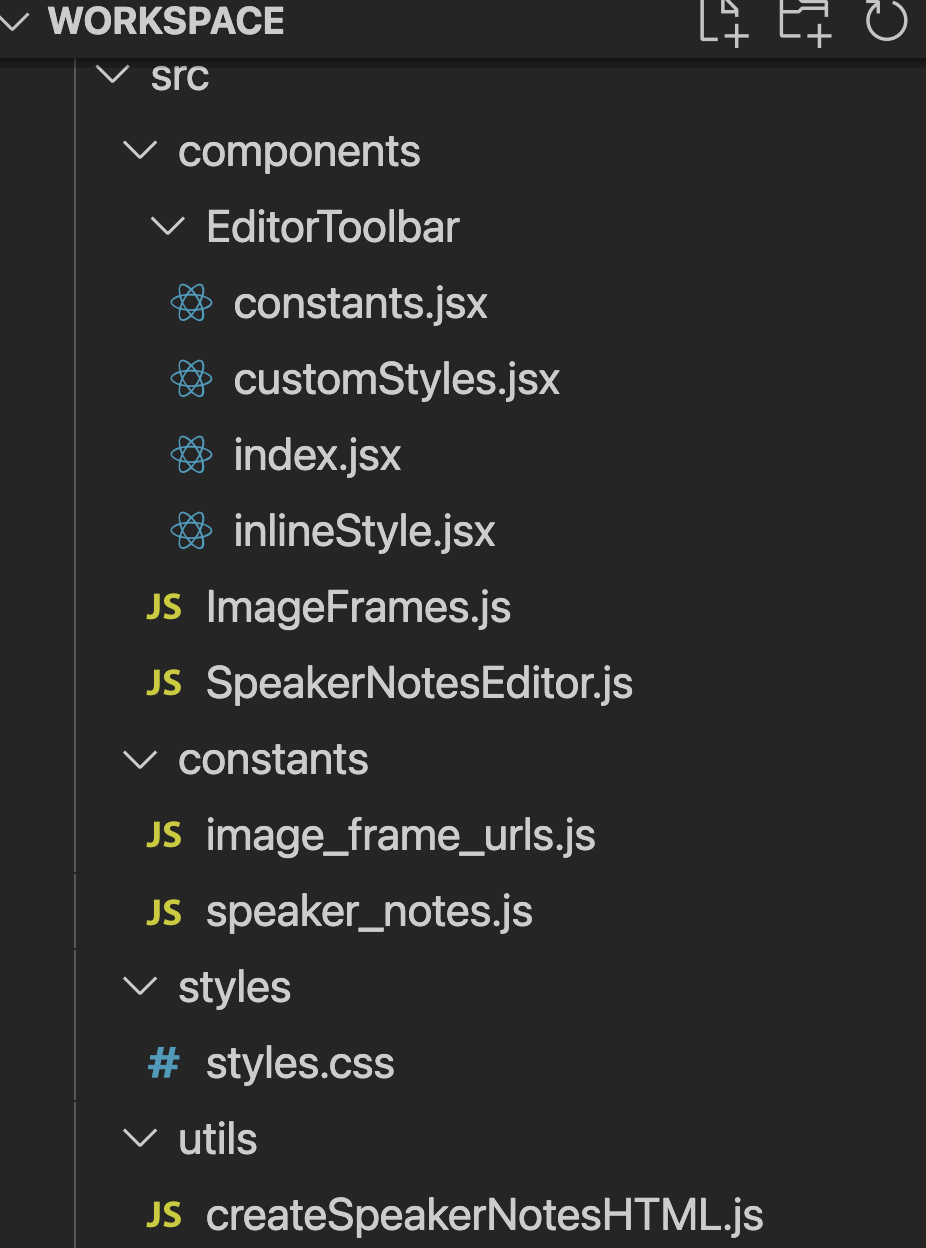 WORKSPACE
src
components
EditorToolbar
constants.jsx
customStyles.jsx
index.jsx
inlineStyle.jsx
JS ImageFrames.js
JS SpeakerNotesEditor.js
constants
JS image_frame_urls.js
JS speaker_notes.js
styles
# styles.css
utils
JS createSpeakerNotesHTML.js